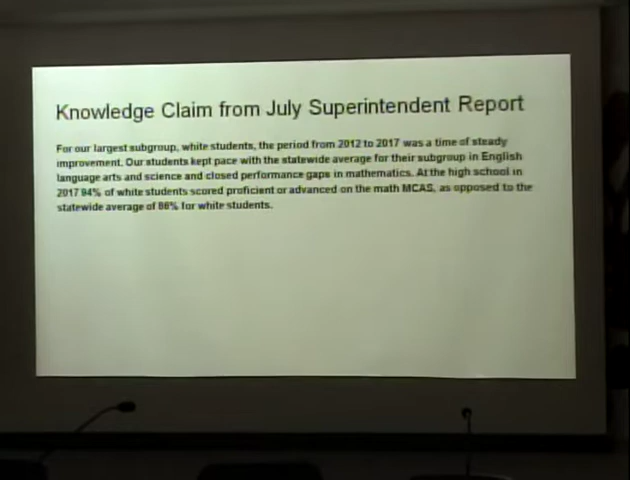 Knowledge Claim from July Superintendent Report
For our largest subgroup, white students, the period from 2012 to 2017 was a time of steady
improvement. Our students kept pace with the statewide average for their subgroup in English
language arts and science and closed performance gaps in mathematics. At the high school in
2017 94% of white students scored proficient or advanced on the math MCAS, as opposed to the
statewide average of 86% for white students.